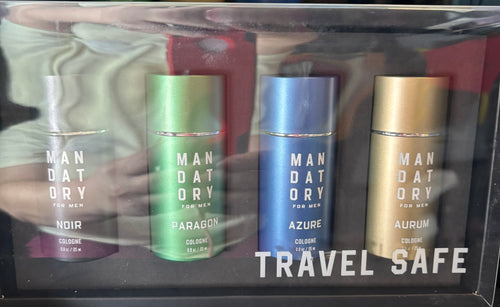 MAN
DAT
ORY
FOR MEN
NOIR
COLOGNE
MAN
DAT
ORY
FOR MEN
PARAGON
COLOGNE
MAN
DAT
ORY
FOR MEN
AZURE
COLOGNE
MAN
DAT
ORY
FOR MEN
AURUM
COLOGNE
TRAVEL SAFE